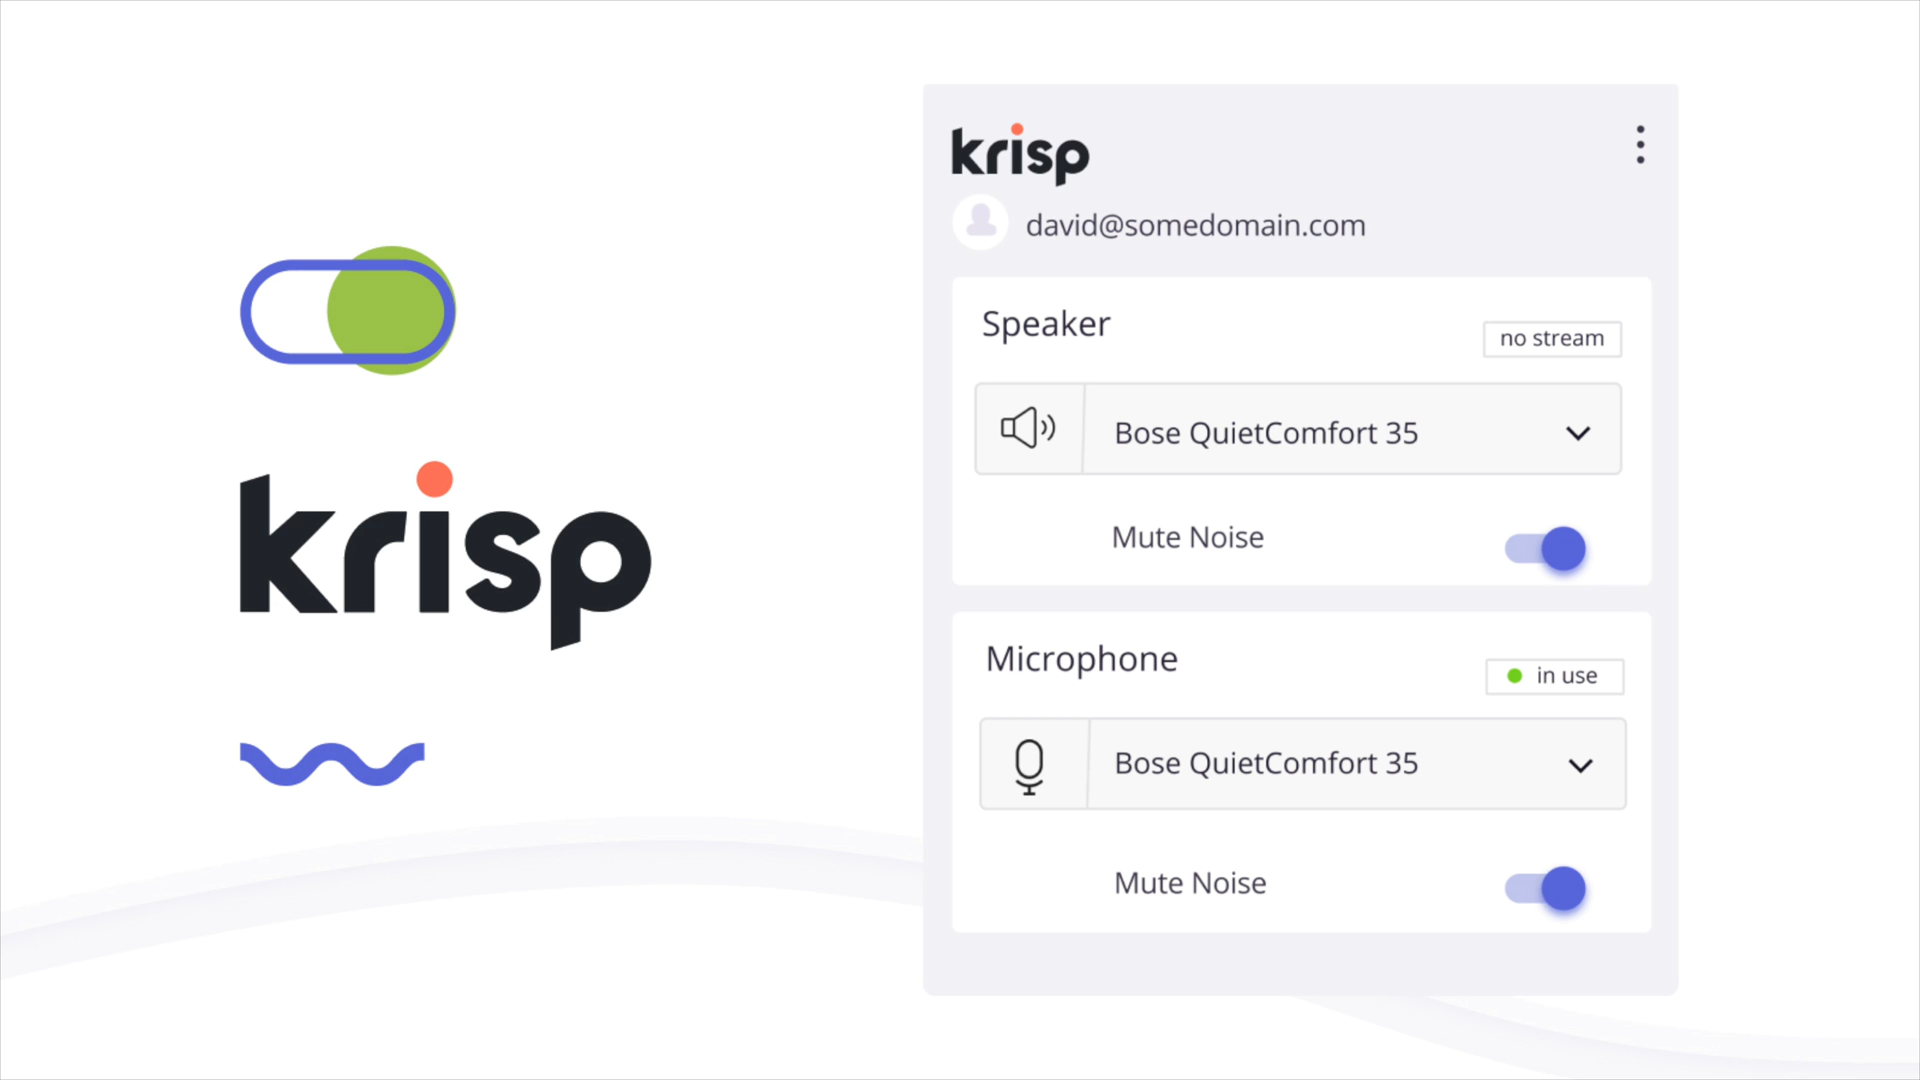 krisp
krisp
david@somedomain.com
Speaker
no stream
Bose QuietComfort 35
Mute Noise
Microphone
in use
Bose QuietComfort 35
Mute Noise